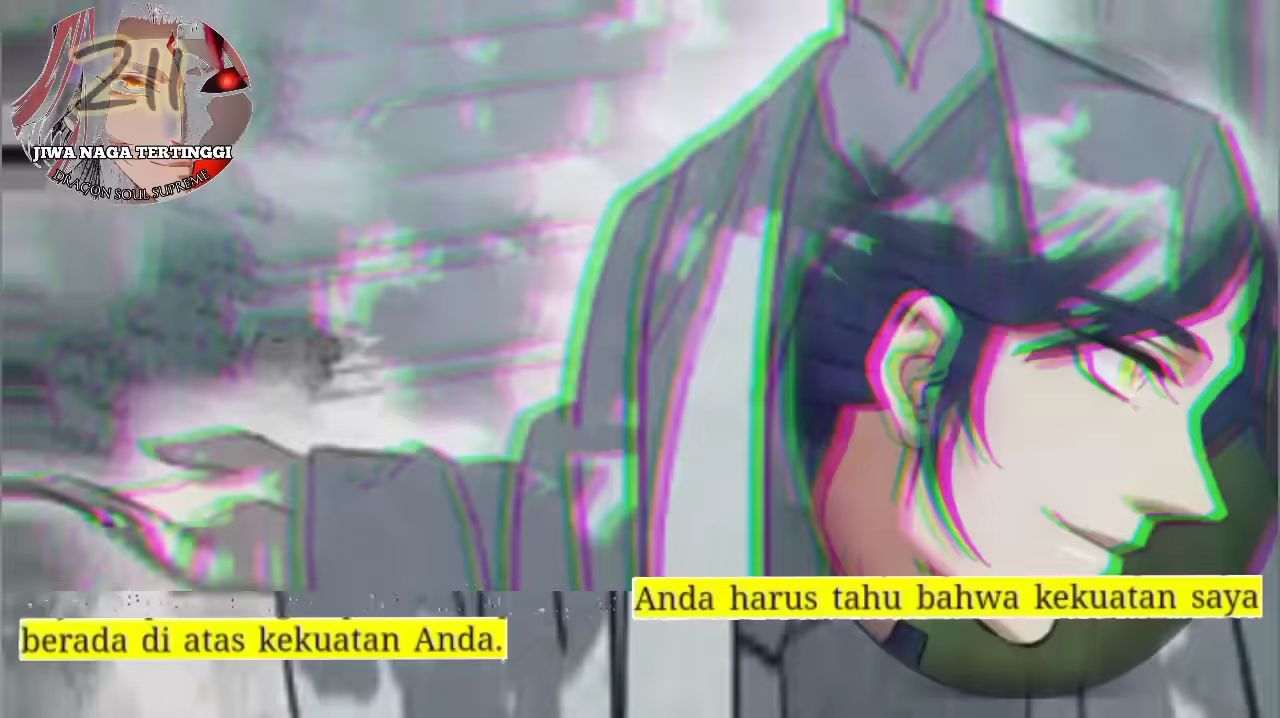 211
JIWA NAGA TERTINGGI
DRAGON SOUL SUPREME
Anda harus tahu bahwa kekuatan saya
berada di atas kekuatan Anda.